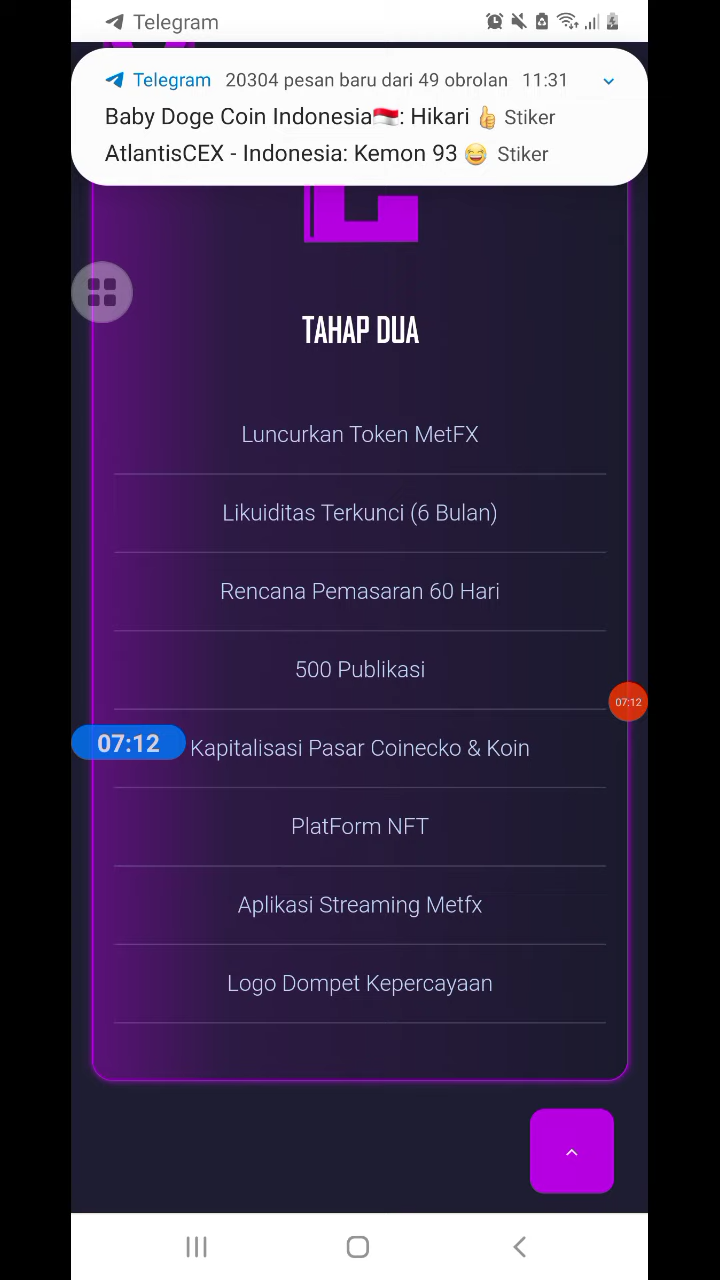 Telegram
Telegram 20304 pesan baru dari 49 obrolan 11:31
Baby Doge Coin Indonesia🇮🇩: Hikari 👍 Stiker
AtlantisCEX - Indonesia: Kemon 93 😂 Stiker
TAHAP DUA
Luncurkan Token MetFX
Likuiditas Terkunci (6 Bulan)
Rencana Pemasaran 60 Hari
500 Publikasi
07:12
07:12 Kapitalisasi Pasar Coinecko & Koin
PlatForm NFT
Aplikasi Streaming Metfx
Logo Dompet Kepercayaan